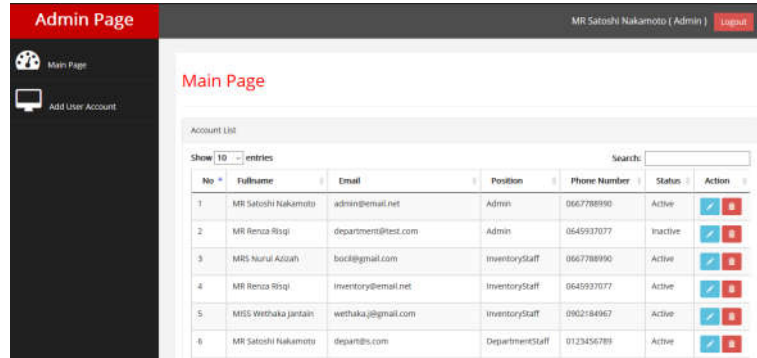 Admin Page
MR Satoshi Nakamoto ( Admin ) Logout
Main Page
Add User Account
Main Page
Account List
Show 10 entries
Search:
No Fullname Email Position Phone Number Status Action
1 MR Satoshi Nakamoto admin@email.net Admin 0667788990 Active
2 MR Renza Risqi department@test.com Admin 0645937077 Inactive
3 MRS Nurul Azizah bocil@gmail.com InventoryStaff 0667788990 Active
4 MR Renza Risqi inventory@email.net InventoryStaff 0645937077 Active
5 MISS Wethaka Jantain wethaka.j@gmail.com InventoryStaff 0902184967 Active
6 MR Satoshi Nakamoto depart@s.com DepartmentStaff 0123456789 Active